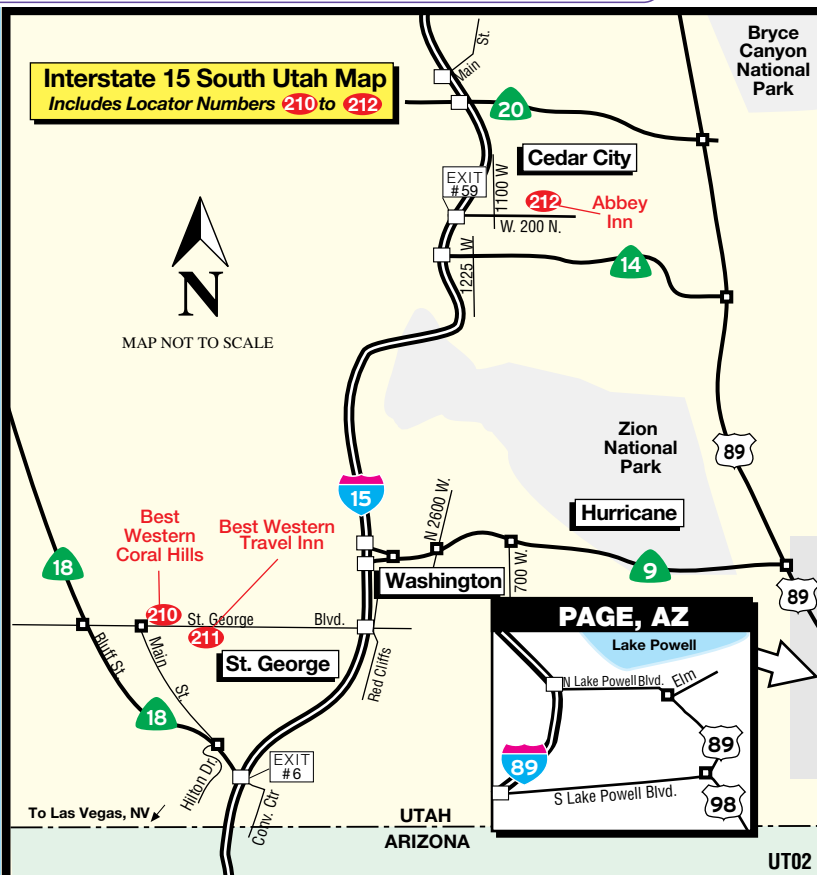 Interstate 15 South Utah Map
Includes Locator Numbers 210 to 212
Bryce
Canyon
National
Park
Main St.
20
Cedar City
EXIT
#59
1100 W
212
Abbey
Inn
W. 200 N.
N
MAP NOT TO SCALE
1225 W
14
Zion
National
Park
89
15
Hurricane
Best
Western
Coral Hills
Best Western
Travel Inn
N 2600 W.
18
Washington
700 W.
9
89
210
St. George Blvd.
211
St. George
Bluff St.
Main St.
Red Cliffs
18
Hilton Dr.
EXIT
#6
Conv. Ctr
To Las Vegas, NV
UTAH
ARIZONA
PAGE, AZ
Lake Powell
N Lake Powell Blvd.
Elm
89
89
S Lake Powell Blvd.
98
UT02